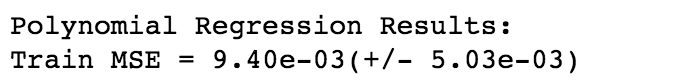 Polynomial Regression Results:
Train MSE = 9.40e-03(+/- 5.03e-03)